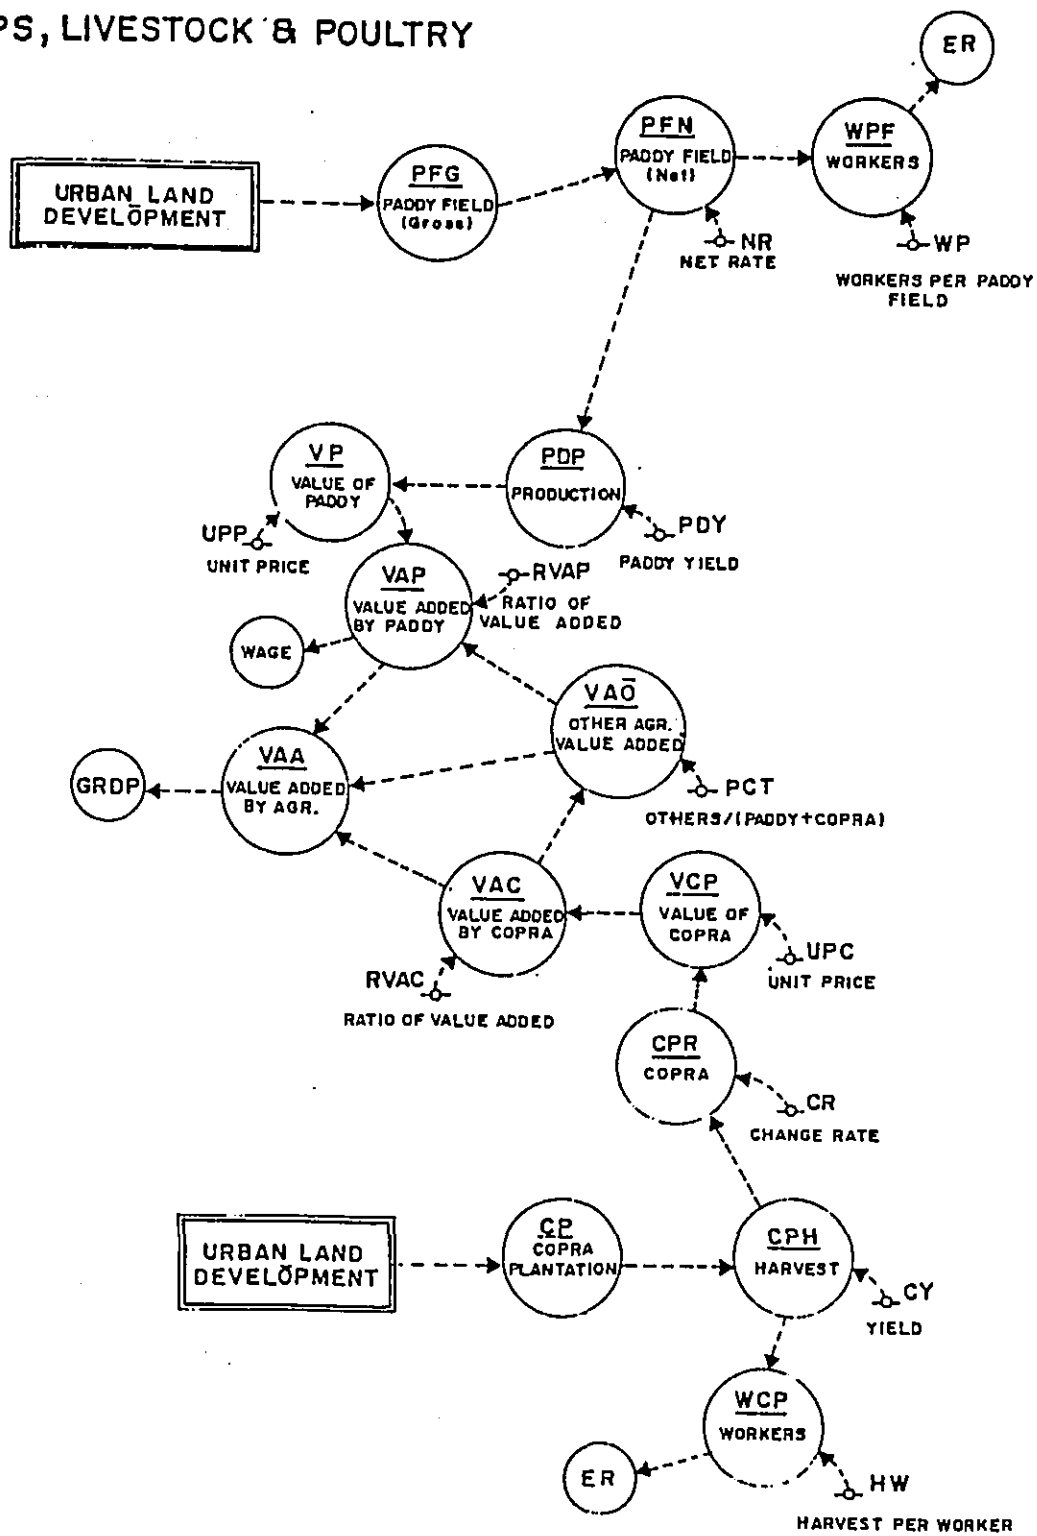 PS, LIVESTOCK & POULTRY
ER
PFN
PADDY FIELD
(Net)
WPF
WORKERS
PFG
PADDY FIELD
(Gross)
URBAN LAND
DEVELOPMENT
NR
NET RATE
WP
WORKERS PER PADDY
FIELD
VP
VALUE OF
PADDY
PDP
PRODUCTION
UPP
UNIT PRICE
PDY
PADDY YIELD
VAP
VALUE ADDED
BY PADDY
RVAP
RATIO OF
VALUE ADDED
WAGE
VAŌ
OTHER AGR.
VALUE ADDED
VAA
VALUE ADDED
BY AGR.
GRDP
PCT
OTHERS/(PADDY+COPRA)
VAC
VALUE ADDED
BY COPRA
VCP
VALUE OF
COPRA
UPC
UNIT PRICE
RVAC
RATIO OF VALUE ADDED
CPR
COPRA
CR
CHANGE RATE
URBAN LAND
DEVELOPMENT
CP
COPRA
PLANTATION
CPH
HARVEST
CY
YIELD
WCP
WORKERS
ER
HW
HARVEST PER WORKER